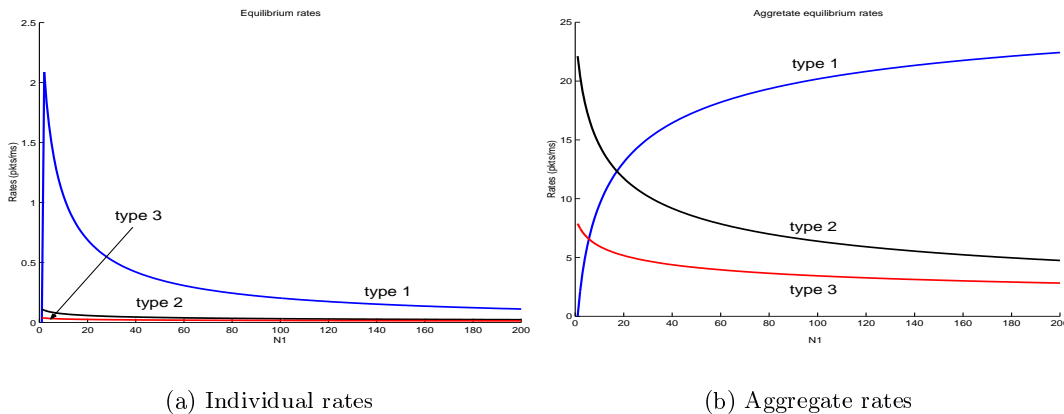 Equilibrium rates
2.5
2
1.5
1
0.5
0
Rates (pkts/ms)
type 3
type 2
type 1
0 20 40 60 80 100 120 140 160 180 200
N1
(a) Individual rates
Aggretate equilibrium rates
25
20
15
10
5
0
Rates (pkts/ms)
type 1
type 2
type 3
0 20 40 60 80 100 120 140 160 180 200
N1
(b) Aggregate rates